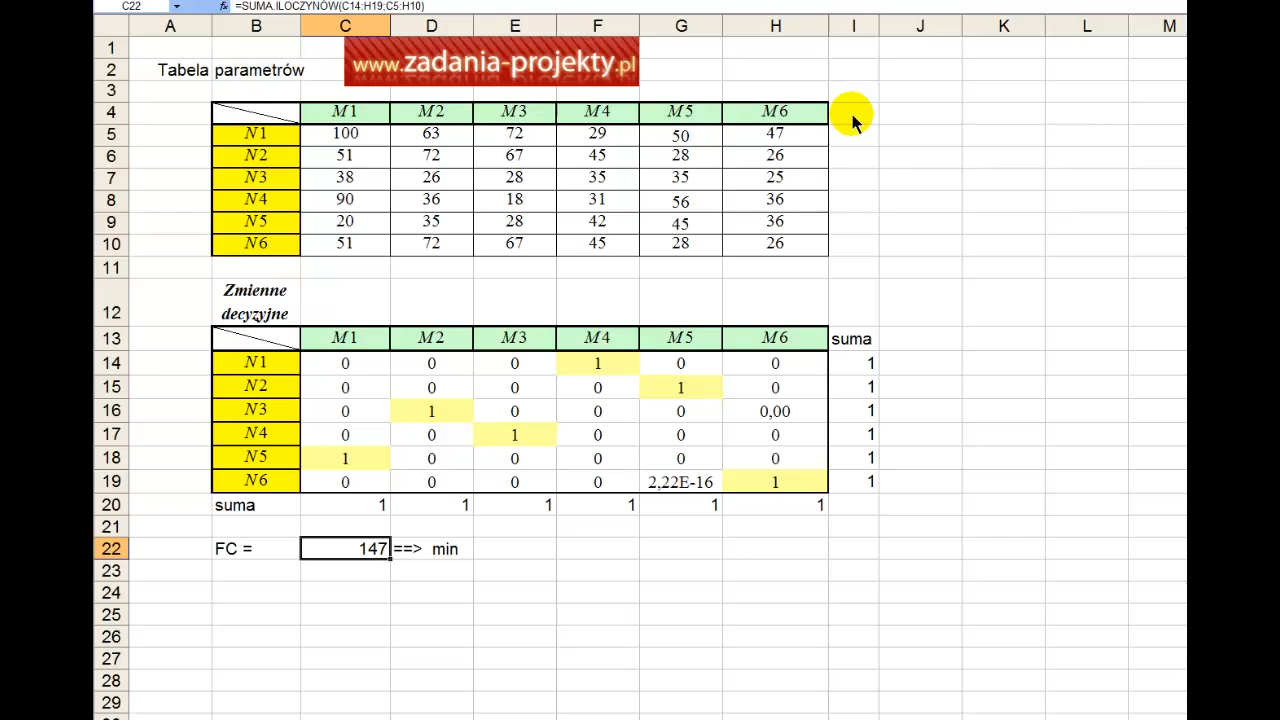 C22 fx =SUMA.ILOCZYNÓW(C14:H19;C5:H10)
A B C D E F G H I J K L M
1 www.zadania-projekty.pl
2 Tabela parametrów
3
4 M1 M2 M3 M4 M5 M6
5 N1 100 63 72 29 50 47
6 N2 51 72 67 45 28 26
7 N3 38 26 28 35 35 25
8 N4 90 36 18 31 56 36
9 N5 20 35 28 42 45 36
10 N6 51 72 67 45 28 26
11
Zmienne
12 decyzyjne
13 M1 M2 M3 M4 M5 M6 suma
14 N1 0 0 0 1 0 0 1
15 N2 0 0 0 0 1 0 1
16 N3 0 1 0 0 0 0,00 1
17 N4 0 0 1 0 0 0 1
18 N5 1 0 0 0 0 0 1
19 N6 0 0 0 0 2,22E-16 1 1
20 suma 1 1 1 1 1 1
21
22 FC = 147 ==> min
23
24
25
26
27
28
29